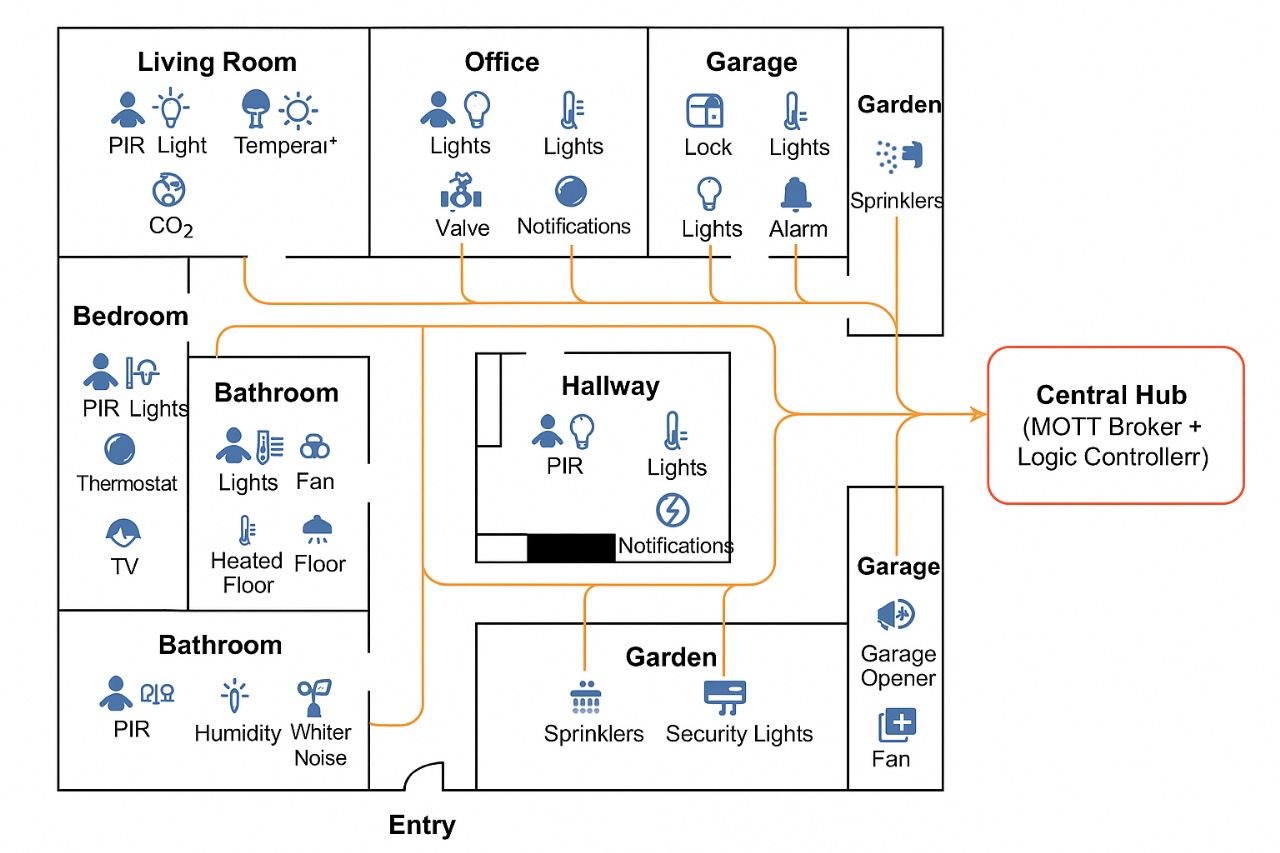 Living Room
PIR Light
Temperaı⁺
CO₂
Office
Lights
Lights
Valve
Notifications
Garage
Lock
Lights
Lights
Alarm
Garden
Sprinklers
Bedroom
PIR Lights
Thermostat
TV
Bathroom
Lights
Fan
Heated
Floor
Floor
Hallway
PIR
Lights
Notifications
Central Hub
(MOTT Broker +
Logic Controllerr)
Bathroom
PIR
Humidity
Whiter
Noise
Garden
Sprinklers
Security Lights
Garage
Garage
Opener
Fan
Entry